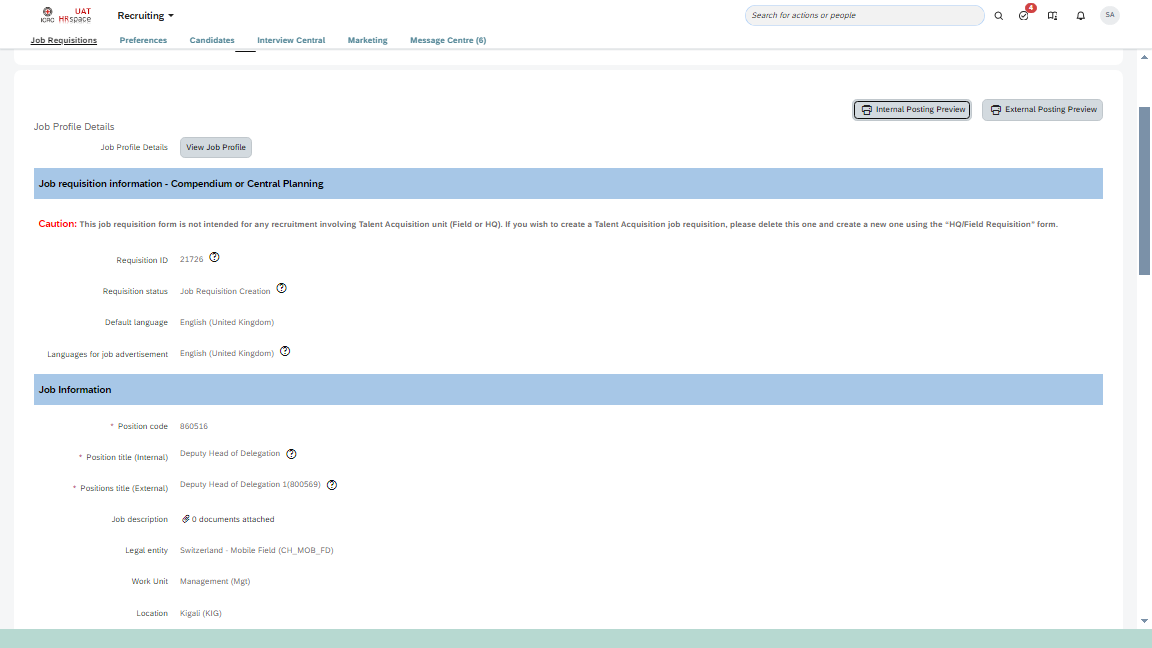 ICRC
UAT
HRspace
Recruiting
Search for actions or people
4
SA
Job Requisitions
Preferences
Candidates
Interview Central
Marketing
Message Centre (6)
Internal Posting Preview
External Posting Preview
Job Profile Details
Job Profile Details View Job Profile
Job requisition information - Compendium or Central Planning
Caution: This job requisition form is not intended for any recruitment involving Talent Acquisition unit (Field or HQ). If you wish to create a Talent Acquisition job requisition, please delete this one and create a new one using the “HQ/Field Requisition” form.
Requisition ID 21726
Requisition status Job Requisition Creation
Default language English (United Kingdom)
Languages for job advertisement English (United Kingdom)
Job Information
* Position code 860516
* Position title (Internal) Deputy Head of Delegation
* Positions title (External) Deputy Head of Delegation 1(800569)
Job description 0 documents attached
Legal entity Switzerland - Mobile Field (CH_MOB_FD)
Work Unit Management (Mgt)
Location Kigali (KIG)